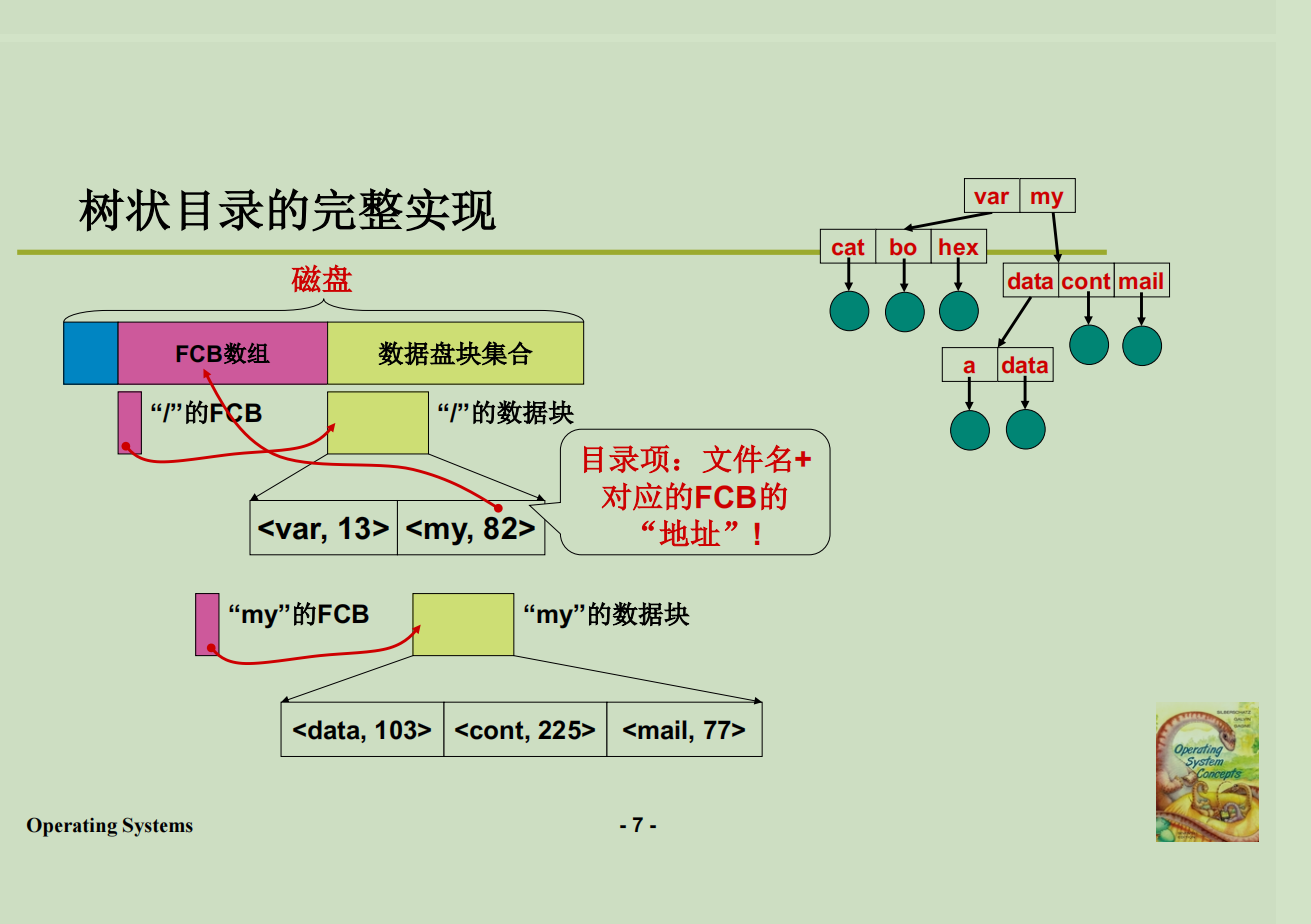 树状目录的完整实现
var my
cat bo hex
data cont mail
a data
磁盘
FCB数组 数据盘块集合
“/”的FCB “/”的数据块
目录项：文件名+
对应的FCB的
“地址”！
<var, 13> <my, 82>
“my”的FCB “my”的数据块
<data, 103> <cont, 225> <mail, 77>
SILBERSCHATZ
GALVIN
GAGNE
Operating
System
Concepts
Operating Systems
- 7 -